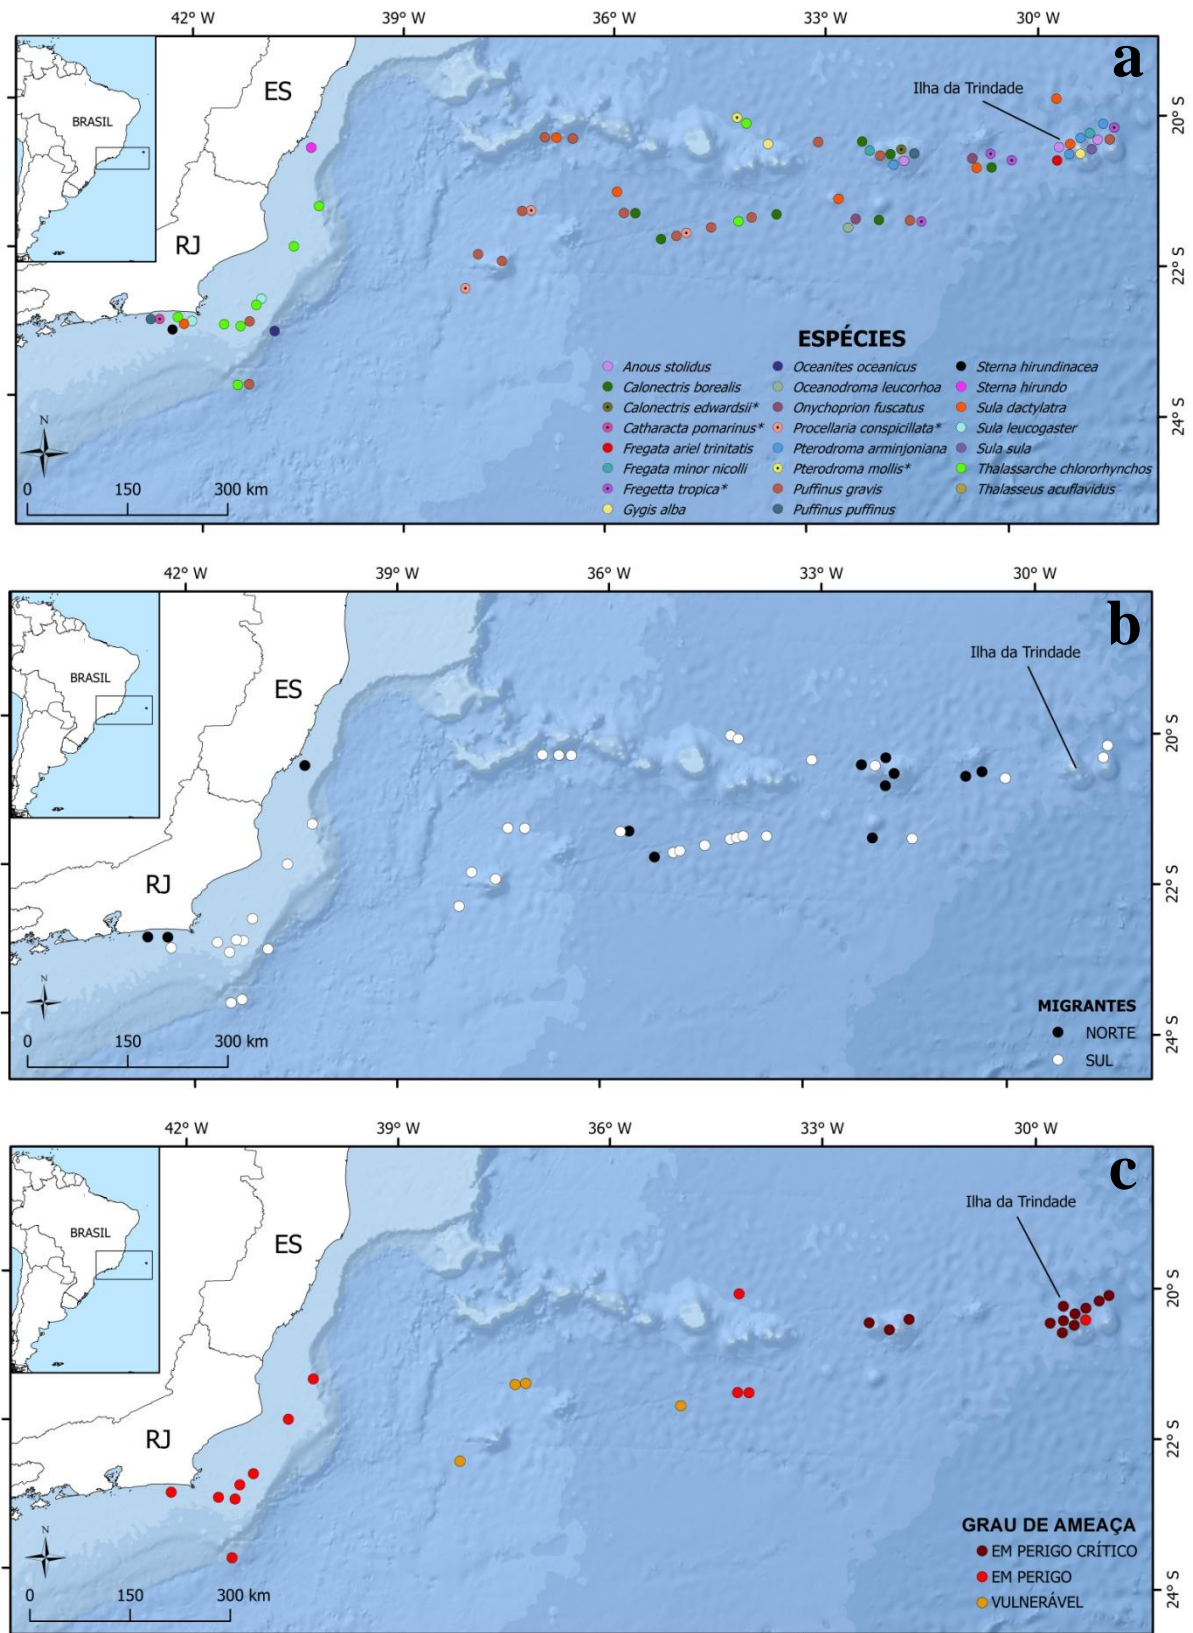 42° W 39° W 36° W 33° W 30° W
a
ES
BRASIL
Ilha da Trindade
20° S
RJ
22° S
ESPÉCIES
Anous stolidus
Calonectris borealis
Calonectris edwardsii*
Catharacta pomarinus*
Fregata ariel trinitatis
Fregata minor nicolli
Fregetta tropica*
Gygis alba
Oceanites oceanicus
Oceanodroma leucorhoa
Onychoprion fuscatus
Procellaria conspicillata*
Pterodroma arminjoniana
Pterodroma mollis*
Puffinus gravis
Puffinus puffinus
Sterna hirundinacea
Sterna hirundo
Sula dactylatra
Sula leucogaster
Sula sula
Thalassarche chlororhynchos
Thalasseus acuflavidus
24° S
N
0 150 300 km
42° W 39° W 36° W 33° W 30° W
b
ES
BRASIL
Ilha da Trindade
20° S
RJ
22° S
MIGRANTES
NORTE
SUL
24° S
N
0 150 300 km
42° W 39° W 36° W 33° W 30° W
c
ES
BRASIL
Ilha da Trindade
20° S
RJ
22° S
GRAU DE AMEAÇA
EM PERIGO CRÍTICO
EM PERIGO
VULNERÁVEL
24° S
N
0 150 300 km